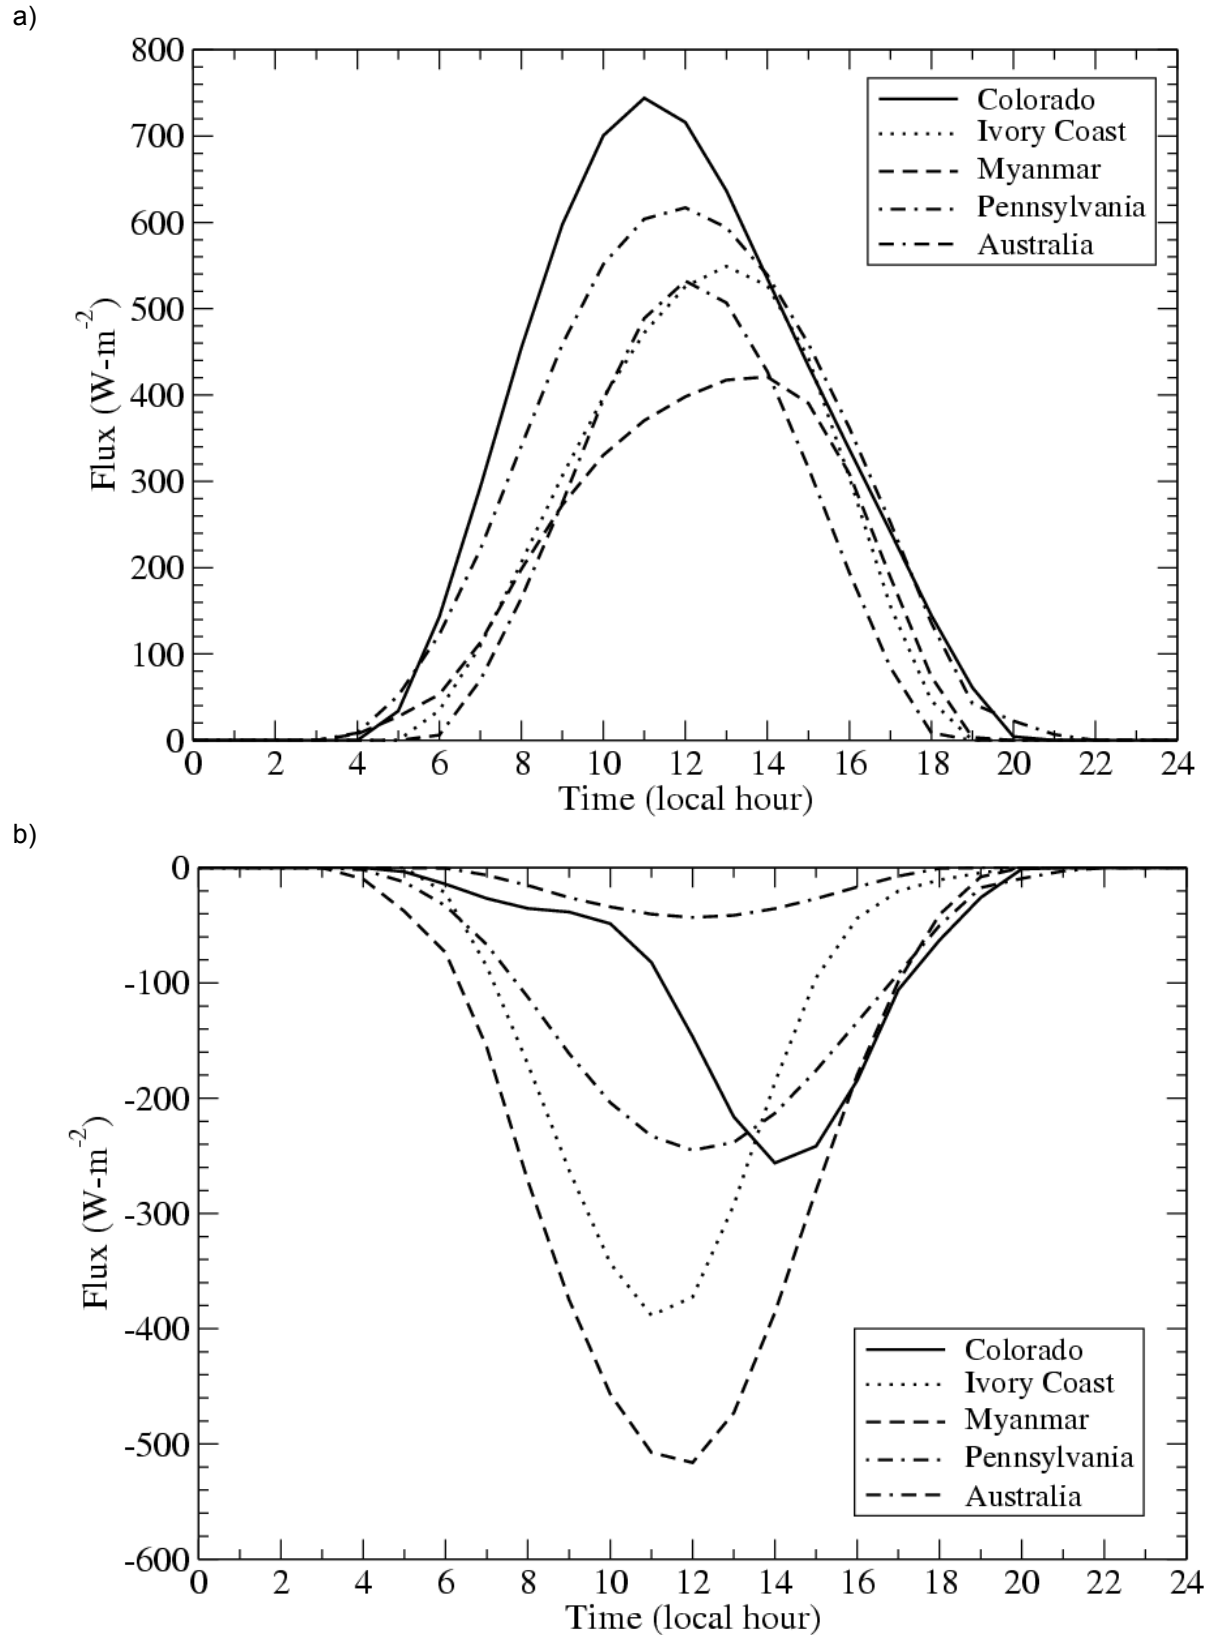 a)
800
700
600
500
400
300
200
100
0
Flux (W-m-2)
Colorado
Ivory Coast
Myanmar
Pennsylvania
Australia
0 2 4 6 8 10 12 14 16 18 20 22 24
Time (local hour)
b)
0
-100
-200
-300
-400
-500
-600
Flux (W-m-2)
Colorado
Ivory Coast
Myanmar
Pennsylvania
Australia
0 2 4 6 8 10 12 14 16 18 20 22 24
Time (local hour)